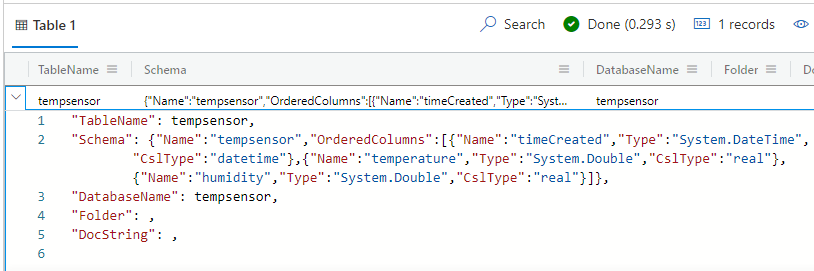 Table 1
Search
Done (0.293 s)
123
1 records
TableName
Schema
DatabaseName
Folder
tempsensor
{"Name":"tempsensor","OrderedColumns":[{"Name":"timeCreated","Type":"Syst...
tempsensor
1 "TableName": tempsensor,
2 "Schema": {"Name":"tempsensor","OrderedColumns":[{"Name":"timeCreated","Type":"System.DateTime",
"CslType":"datetime"},{"Name":"temperature","Type":"System.Double","CslType":"real"},
{"Name":"humidity","Type":"System.Double","CslType":"real"}]},
3 "DatabaseName": tempsensor,
4 "Folder": ,
5 "DocString": ,
6